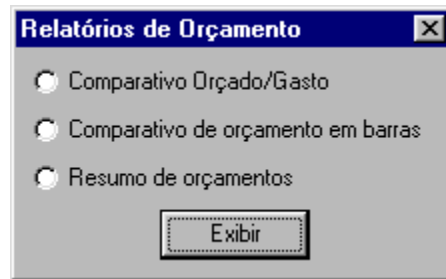 Relatórios de Orçamento
Comparativo Orçado/Gasto
Comparativo de orçamento em barras
Resumo de orçamentos
Exibir